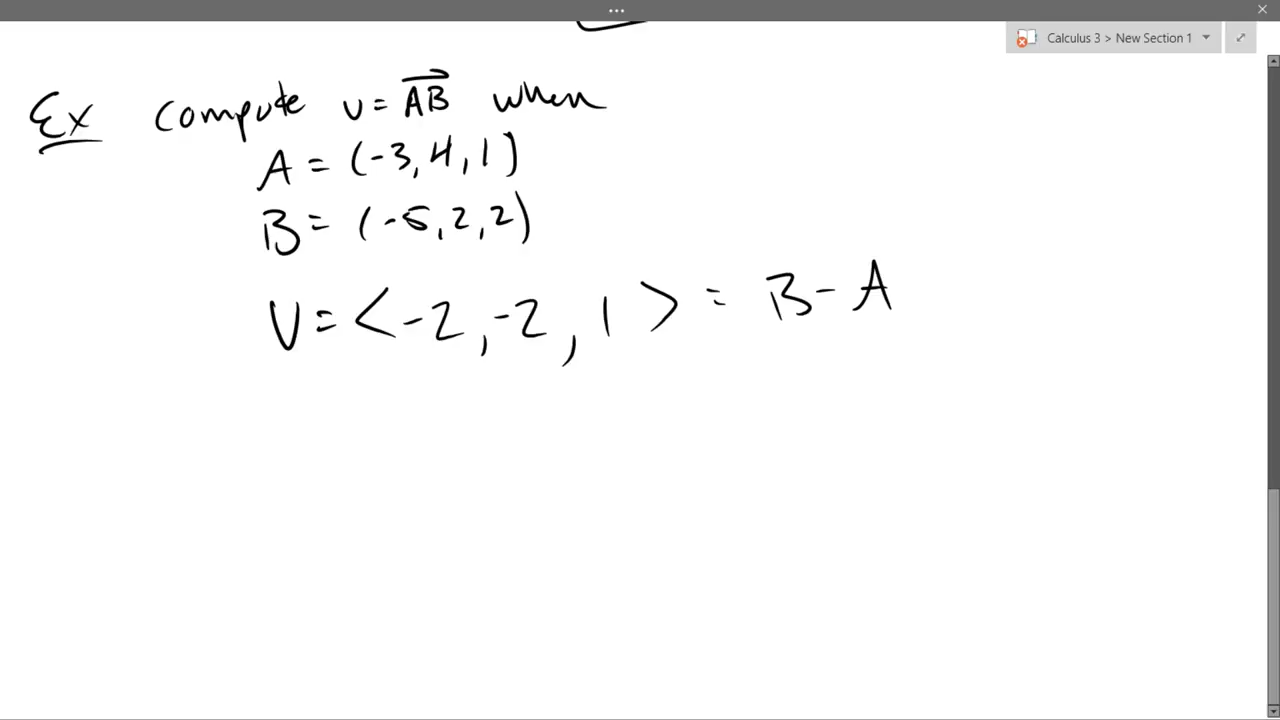 Calculus 3 > New Section 1
Ex compute v = AB when
A = (-3, 4, 1)
B = (-5, 2, 2)
V = < -2, -2, 1 > = B - A